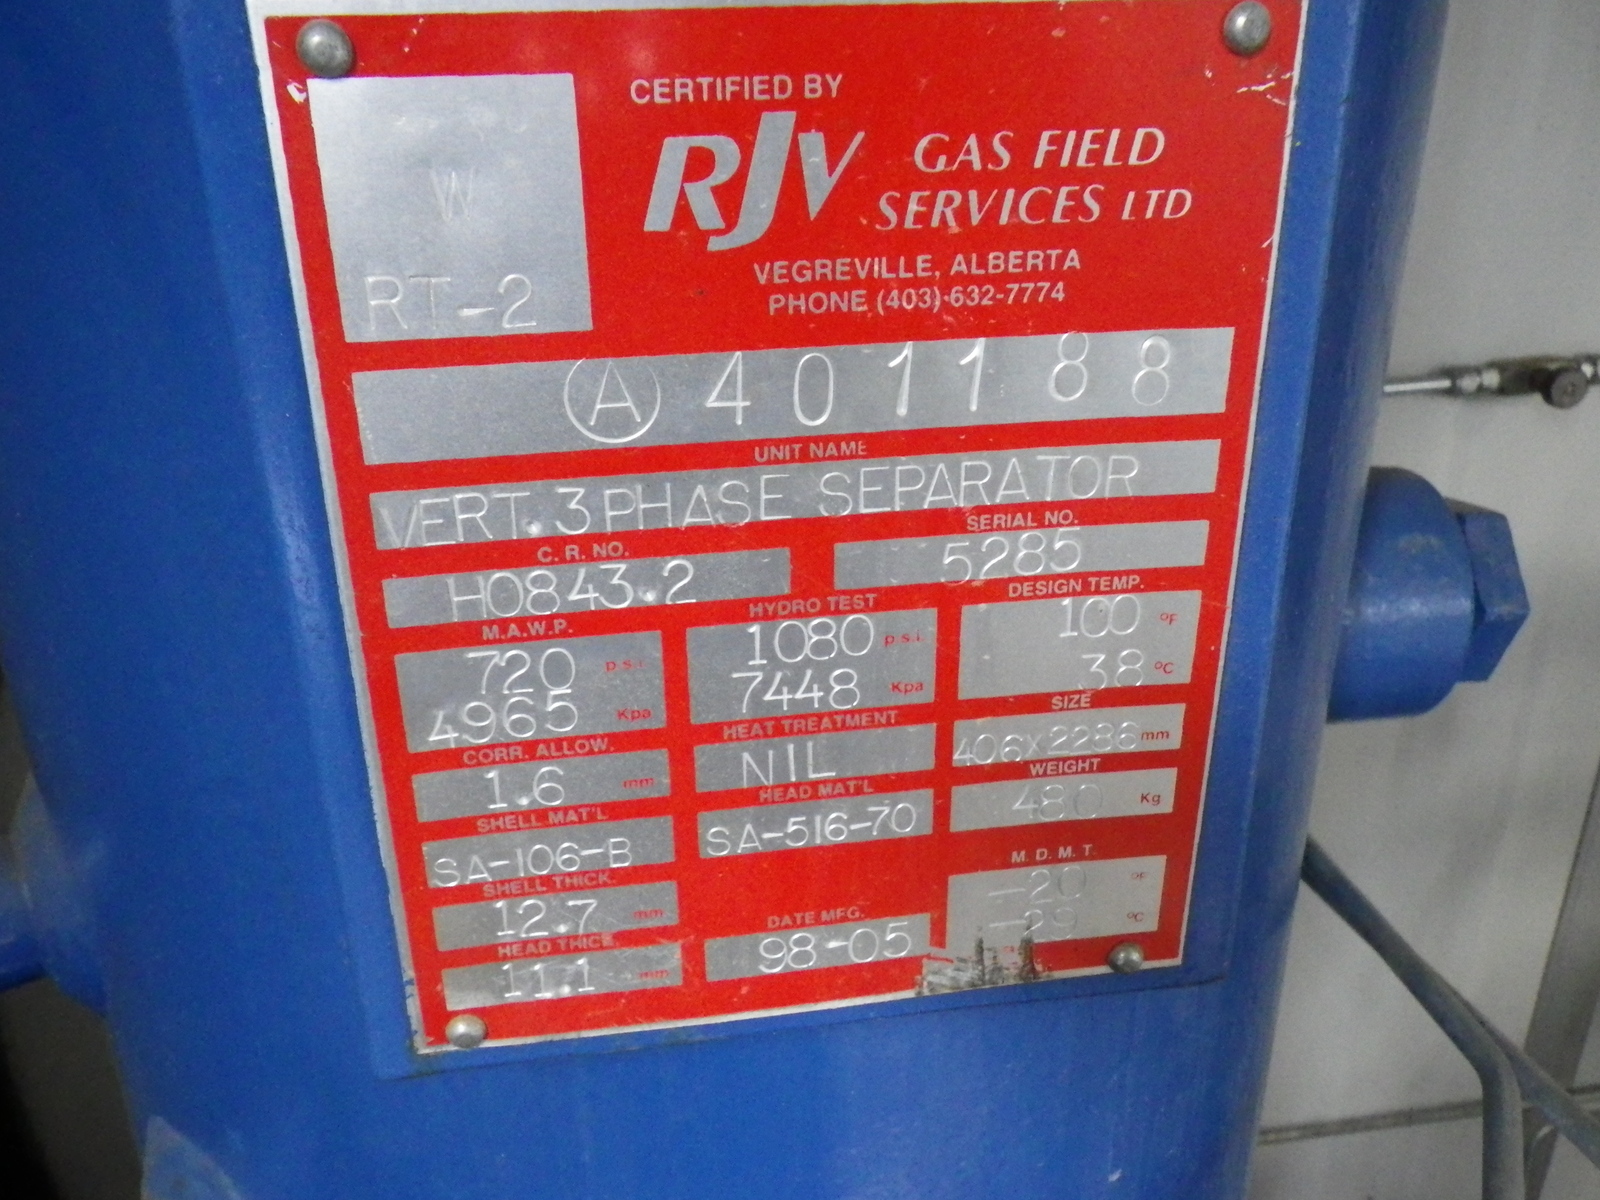 W
RT-2
CERTIFIED BY
RJV GAS FIELD
SERVICES LTD
VEGREVILLE, ALBERTA
PHONE (403)-632-7774
Ⓐ 401188
UNIT NAME
VERT. 3 PHASE SEPARATOR
C. R. NO.
H0843.2
SERIAL NO.
5285
M.A.W.P.
720 p.s.i.
4965 Kpa
HYDRO TEST
1080 p.s.i.
7448 Kpa
DESIGN TEMP.
100 °F
38 °C
CORR. ALLOW.
1.6 mm
HEAT TREATMENT
NIL
SIZE
406X2286 mm
SHELL MAT'L
SA-106-B
HEAD MAT'L
SA-516-70
WEIGHT
480 Kg
SHELL THICK.
12.7 mm
HEAD THICK.
11.1 mm
DATE MFG.
98-05
M. D. M. T.
-20 °F
-29 °C